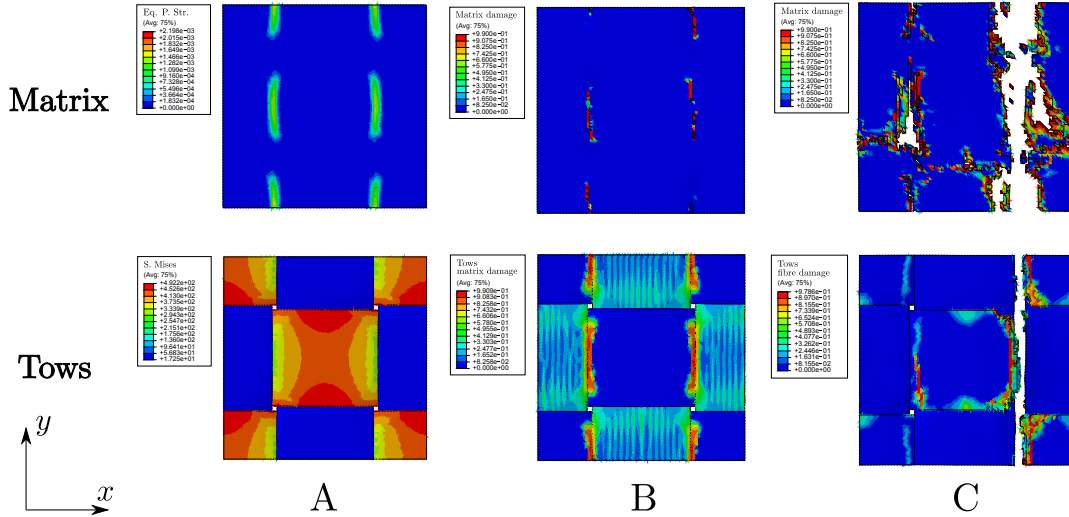 Eq. P. Str.
(Avg: 75%)
+2.198e−03
+2.015e−03
+1.832e−03
+1.649e−03
+1.466e−03
+1.282e−03
+1.099e−03
+9.160e−04
+7.328e−04
+5.496e−04
+3.664e−04
+1.832e−04
+0.000e+00
Matrix damage
(Avg: 75%)
+9.900e−01
+9.075e−01
+8.250e−01
+7.425e−01
+6.600e−01
+5.775e−01
+4.950e−01
+4.125e−01
+3.300e−01
+2.475e−01
+1.650e−01
+8.250e−02
+0.000e+00
Matrix damage
(Avg: 75%)
+9.900e−01
+9.075e−01
+8.250e−01
+7.425e−01
+6.600e−01
+5.775e−01
+4.950e−01
+4.125e−01
+3.300e−01
+2.475e−01
+1.650e−01
+8.250e−02
+0.000e+00
Matrix
S. Mises
(Avg: 75%)
+4.922e+02
+4.526e+02
+4.130e+02
+3.735e+02
+3.339e+02
+2.943e+02
+2.547e+02
+2.151e+02
+1.756e+02
+1.360e+02
+9.641e+01
+5.683e+01
+1.725e+01
Tows
matrix damage
(Avg: 75%)
+9.909e−01
+9.083e−01
+8.258e−01
+7.432e−01
+6.606e−01
+5.780e−01
+4.955e−01
+4.129e−01
+3.303e−01
+2.477e−01
+1.652e−01
+8.258e−02
+0.000e+00
Tows
fibre damage
(Avg: 75%)
+9.786e−01
+8.970e−01
+8.155e−01
+7.339e−01
+6.524e−01
+5.708e−01
+4.893e−01
+4.077e−01
+3.262e−01
+2.446e−01
+1.631e−01
+8.155e−02
+0.000e+00
Tows
y
x
A
B
C